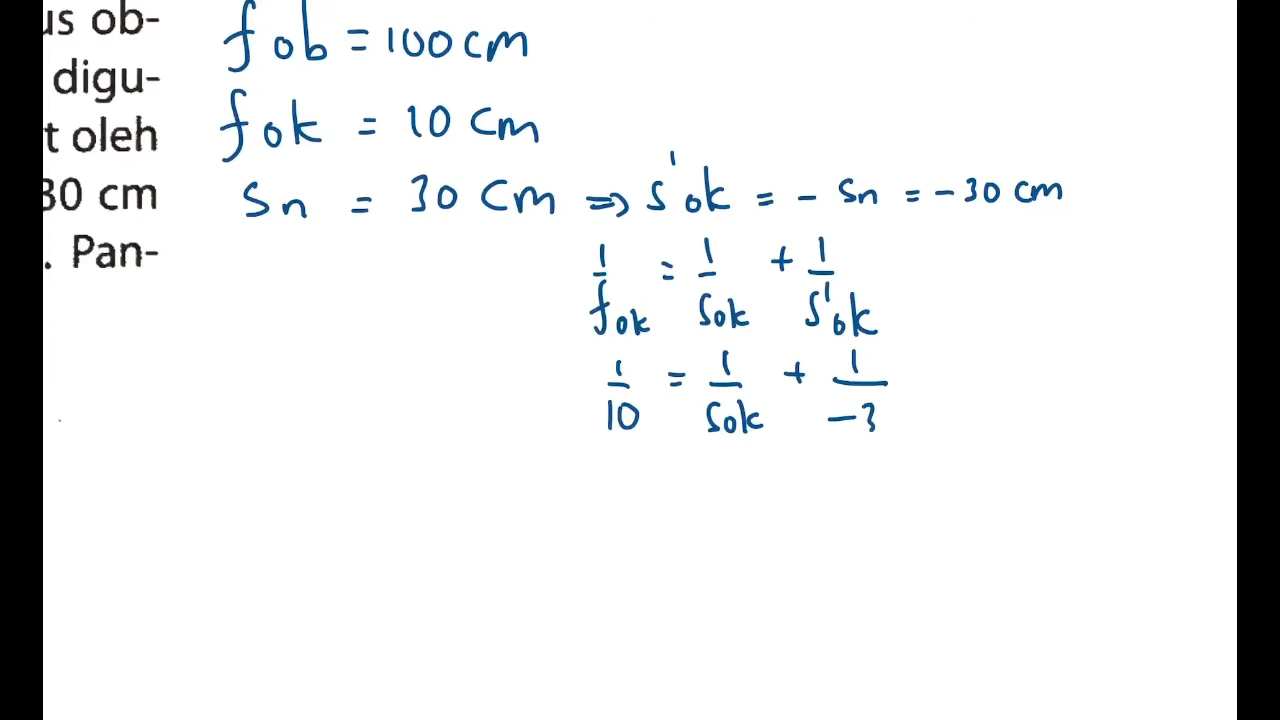 us ob-
digu-
t oleh
30 cm
. Pan-
fob = 100 cm
fok = 10 cm
Sn = 30 cm ⇒ S'ok = - Sn = - 30 cm
1/fok = 1/Sok + 1/S'ok
1/10 = 1/Sok + 1/-3